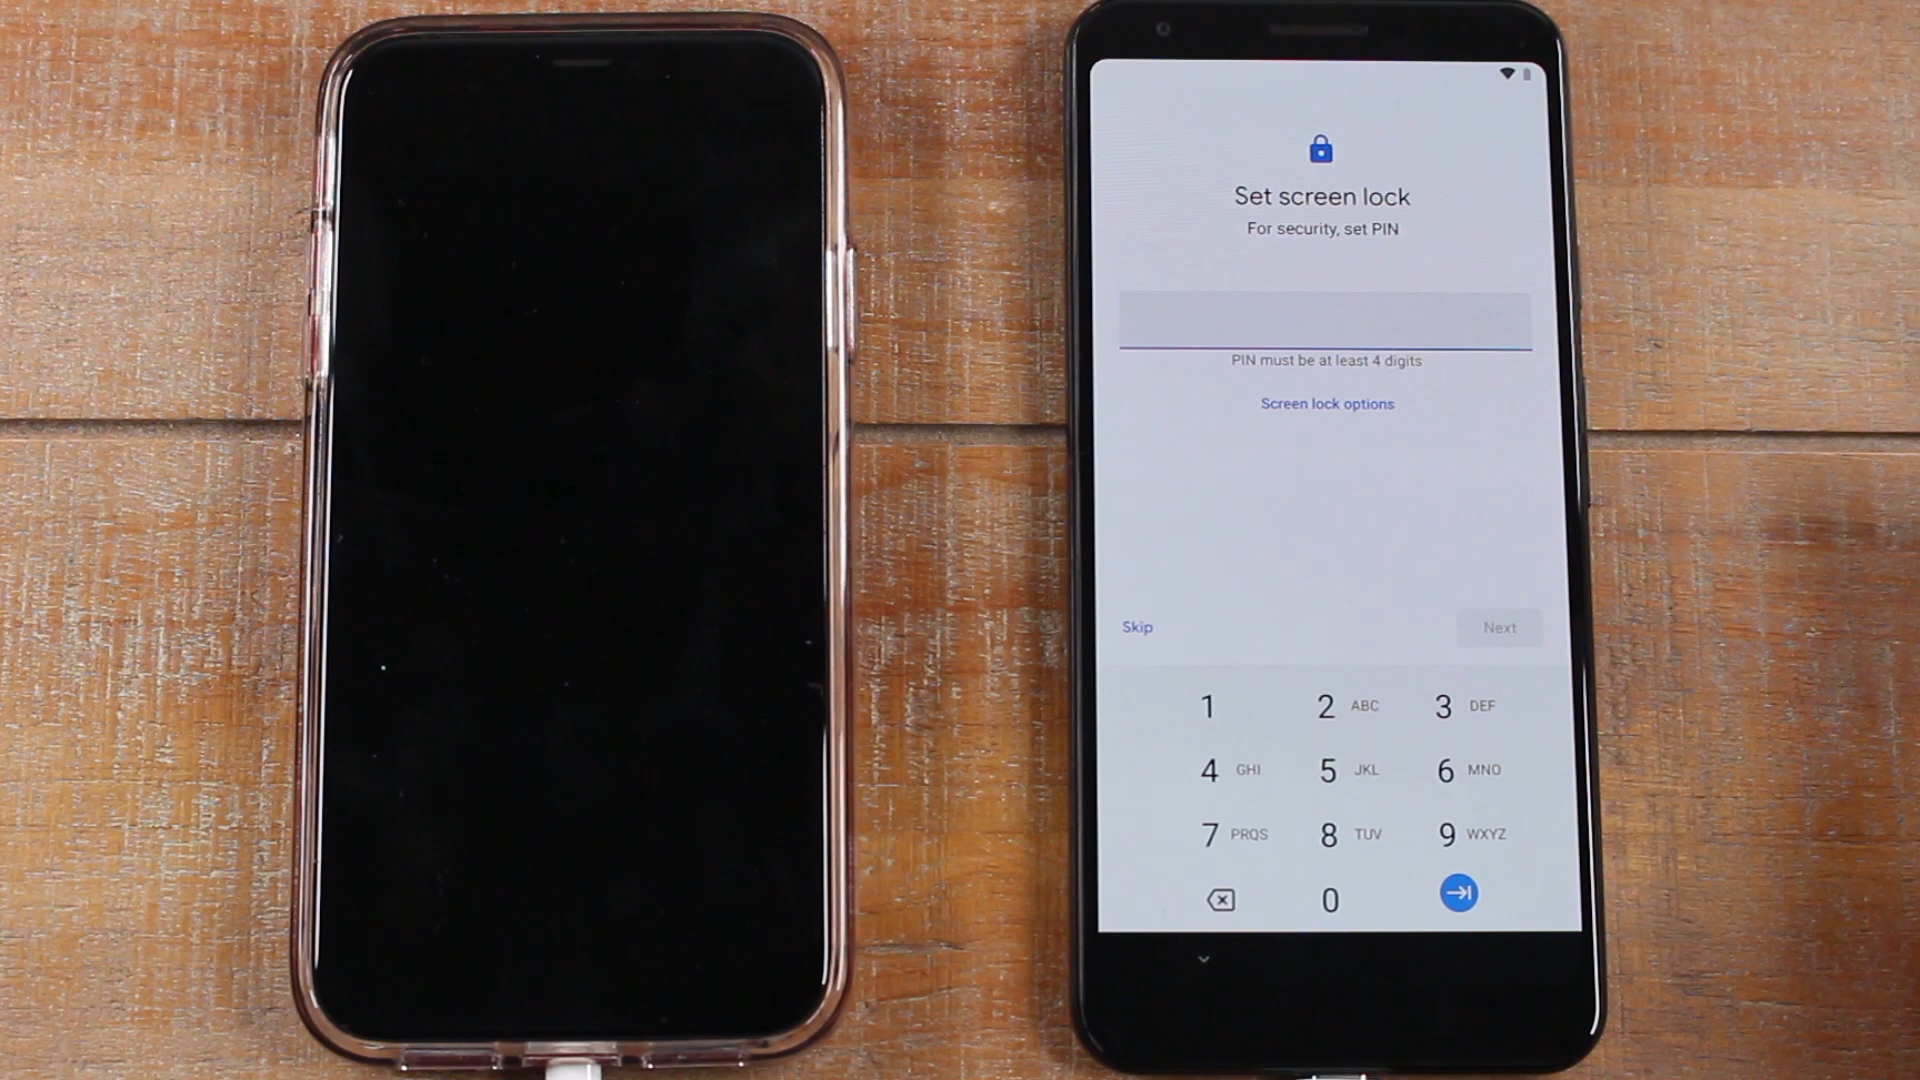 Set screen lock
For security, set PIN
PIN must be at least 4 digits
Screen lock options
Skip
Next
1
2 ABC
3 DEF
4 GHI
5 JKL
6 MNO
7 PRQS
8 TUV
9 WXYZ
0